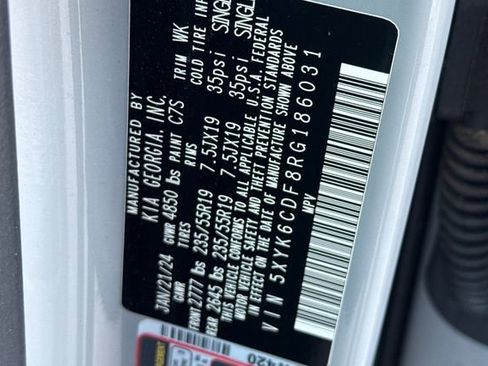 MANUFACTURED BY
KIA GEORGIA, INC.
JAN/21/24 GVWR 4850 lbs PAINT C7S TRIM WK
GAWR TIRES RIMS COLD TIRE INF
FRONT 2777 lbs 235/55R19 7.5JX19 35psi SINGL
REAR 2645 lbs 235/55R19 7.5JX19 35psi SINGL
THIS VEHICLE CONFORMS TO ALL APPLICABLE U.S.A. FEDERAL
MOTOR VEHICLE SAFETY AND THEFT PREVENTION STANDARDS
IN EFFECT ON THE DATE OF MANUFACTURE SHOWN ABOVE.
VIN 5XYK6CDF8RG186031
MPV
7420